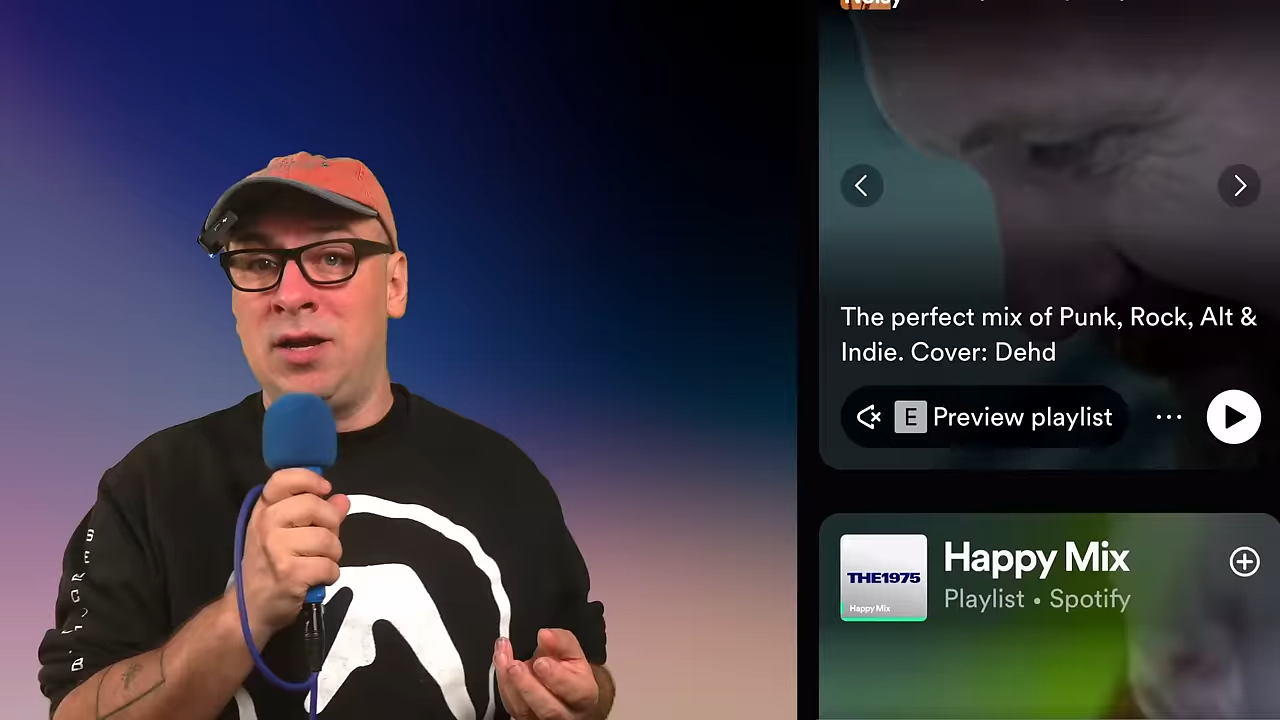 Noisy
The perfect mix of Punk, Rock, Alt &
Indie. Cover: Dehd
E Preview playlist
THE1975
Happy Mix
Happy Mix
Playlist • Spotify